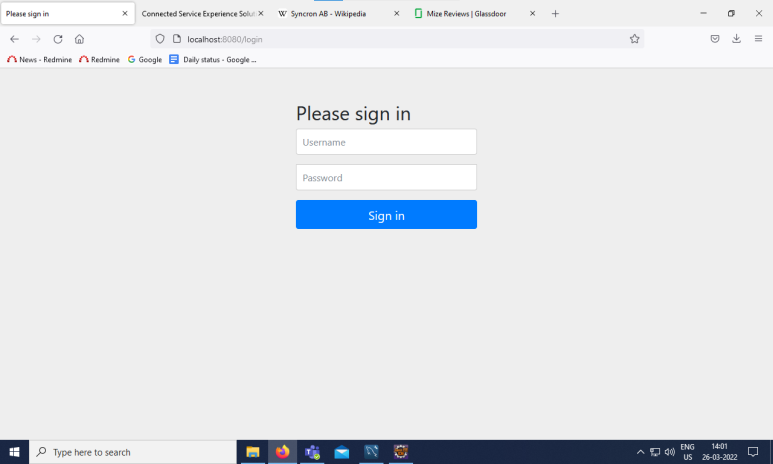 Please sign in
Connected Service Experience Solut
Syncron AB - Wikipedia
Mize Reviews | Glassdoor
localhost:8080/login
News - Redmine
Redmine
Google
Daily status - Google ...
Please sign in
Username
Password
Sign in
Type here to search
ENG
US
14:01
26-03-2022